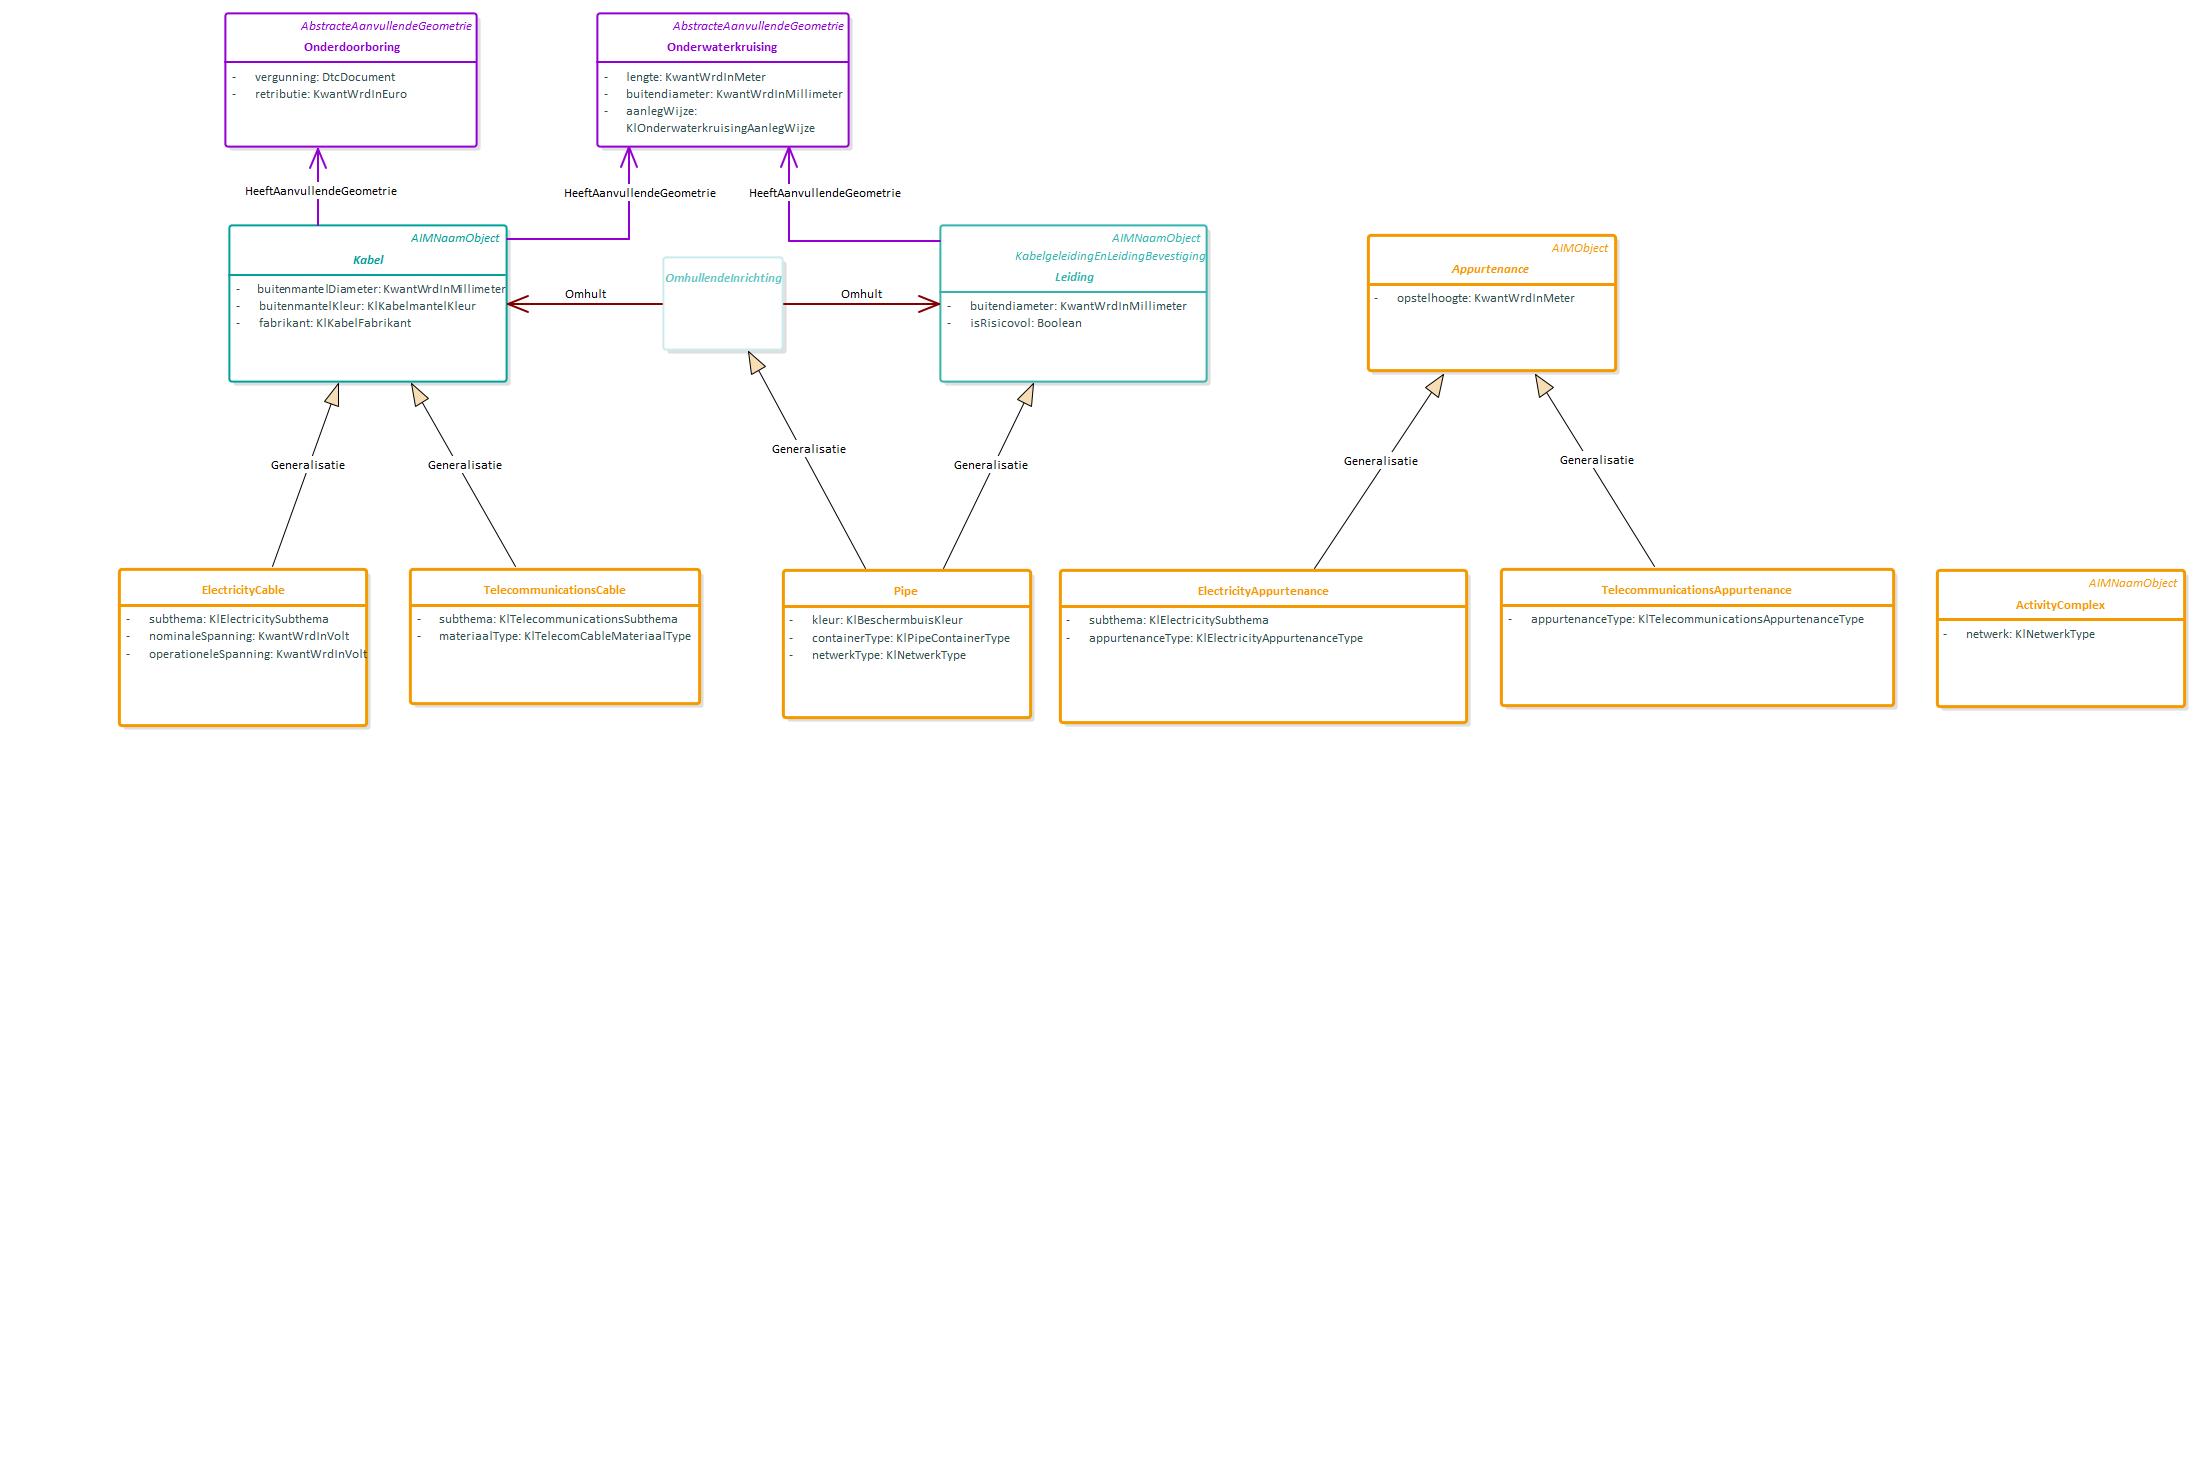 AbstracteAanvullendeGeometrie
Onderdoorboring
- vergunning: DtcDocument
- retributie: KwantWrdInEuro
AbstracteAanvullendeGeometrie
Onderwaterkruising
- lengte: KwantWrdInMeter
- buitendiameter: KwantWrdInMillimeter
- aanlegWijze:
KlOnderwaterkruisingAanlegWijze
HeeftAanvullendeGeometrie
HeeftAanvullendeGeometrie
HeeftAanvullendeGeometrie
AIMNaamObject
Kabel
- buitenmantelDiameter: KwantWrdInMillimeter
- buitenmantelKleur: KlKabelmantelKleur
- fabrikant: KlKabelFabrikant
Omhult
OmhullendeInrichting
Omhult
AIMNaamObject
KabelgeleidingEnLeidingBevestiging
Leiding
- buitendiameter: KwantWrdInMillimeter
- isRisicovol: Boolean
AIMObject
Appurtenance
- opstelhoogte: KwantWrdInMeter
Generalisatie
Generalisatie
Generalisatie
Generalisatie
Generalisatie
Generalisatie
ElectricityCable
- subthema: KlElectricitySubthema
- nominaleSpanning: KwantWrdInVolt
- operationeleSpanning: KwantWrdInVolt
TelecommunicationsCable
- subthema: KlTelecommunicationsSubthema
- materiaalType: KlTelecomCableMateriaalType
Pipe
- kleur: KlBeschermbuisKleur
- containerType: KlPipeContainerType
- netwerkType: KlNetwerkType
ElectricityAppurtenance
- subthema: KlElectricitySubthema
- appurtenanceType: KlElectricityAppurtenanceType
TelecommunicationsAppurtenance
- appurtenanceType: KlTelecommunicationsAppurtenanceType
AIMNaamObject
ActivityComplex
- netwerk: KlNetwerkType